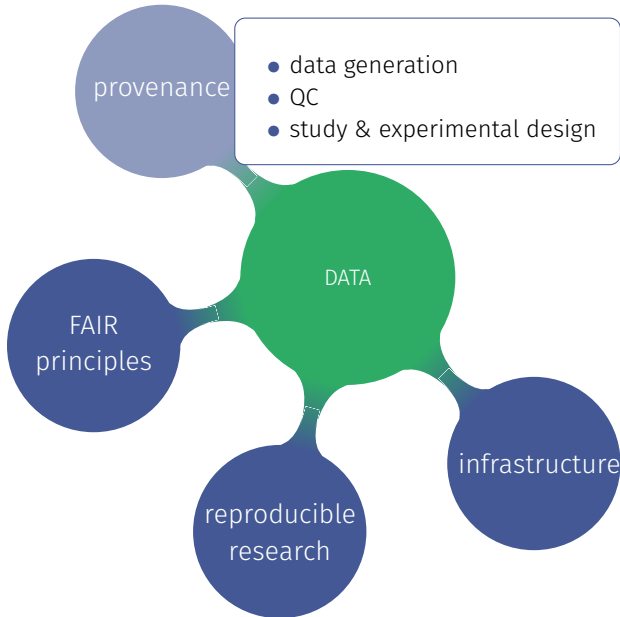 provenance
data generation
QC
study & experimental design
DATA
FAIR
principles
infrastructure
reproducible
research